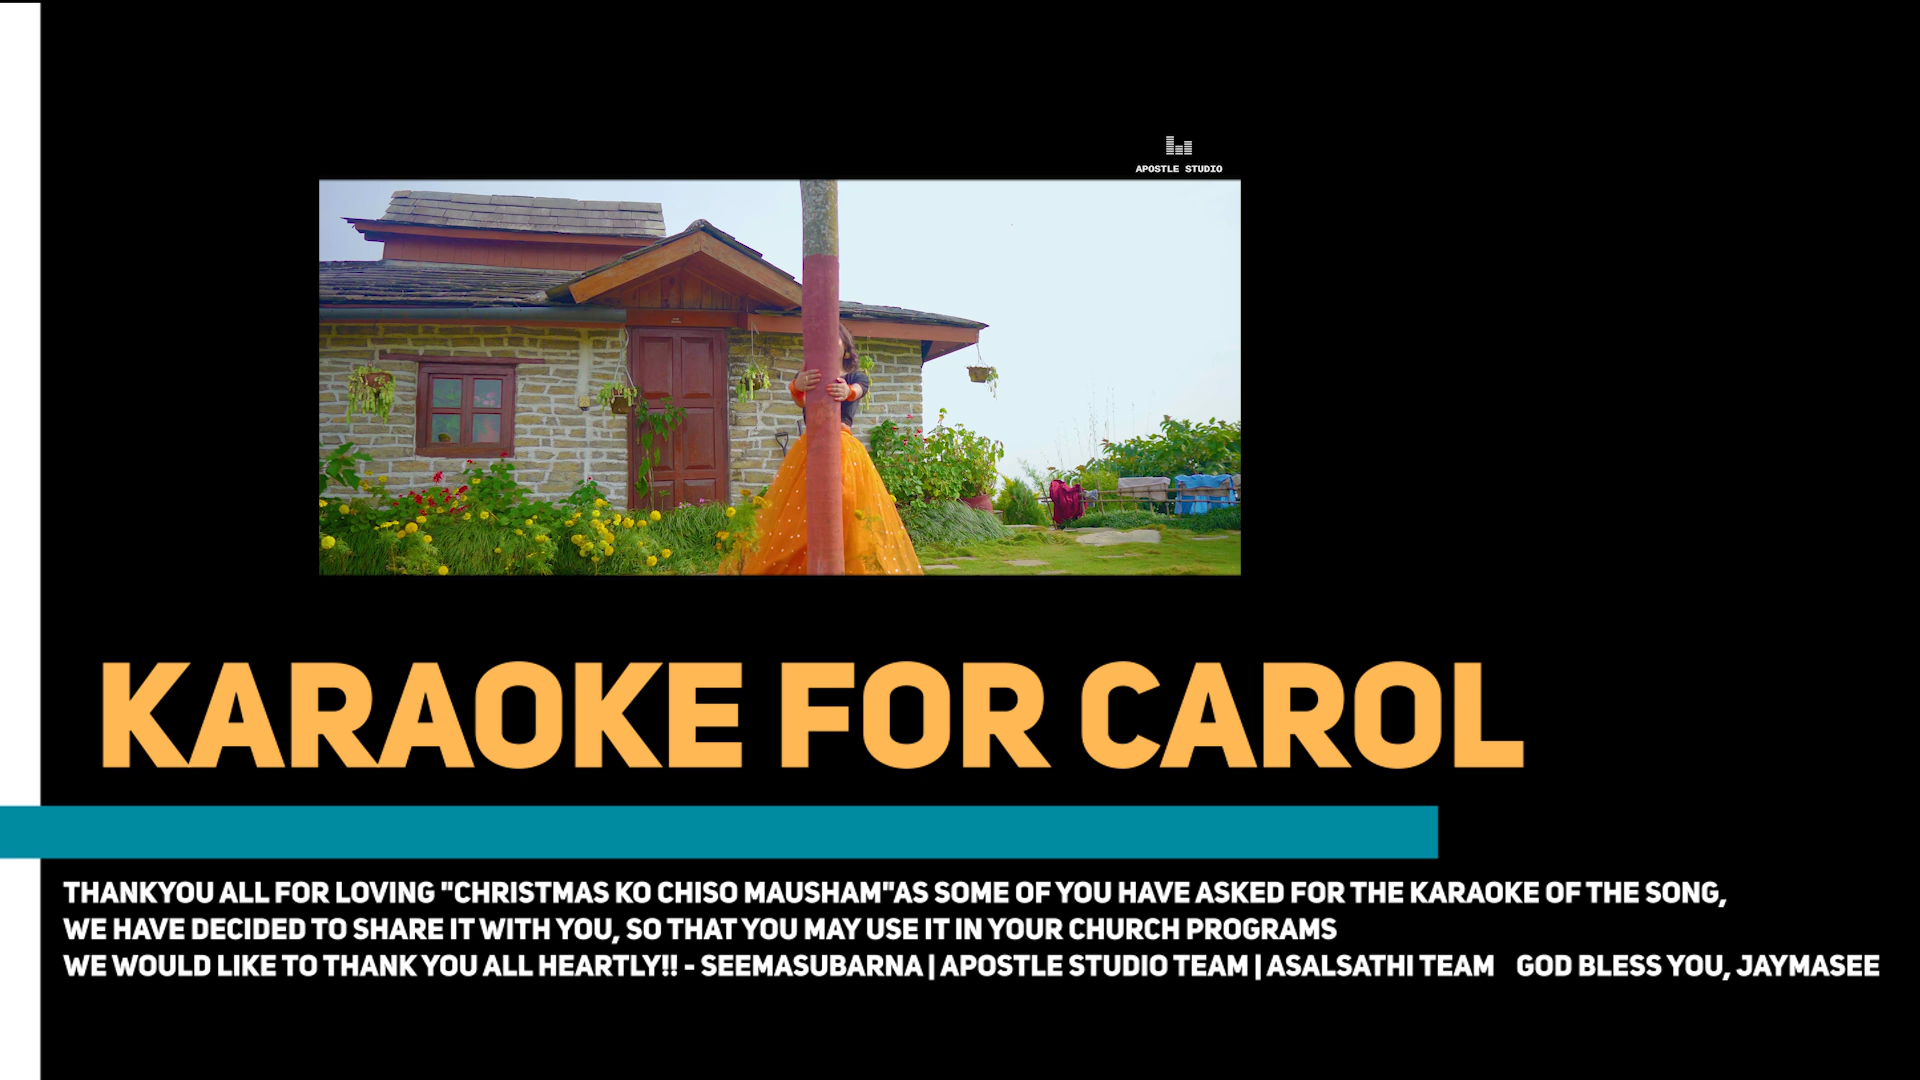 APOSTLE STUDIO
KARAOKE FOR CAROL
THANKYOU ALL FOR LOVING "CHRISTMAS KO CHISO MAUSHAM"AS SOME OF YOU HAVE ASKED FOR THE KARAOKE OF THE SONG,
WE HAVE DECIDED TO SHARE IT WITH YOU, SO THAT YOU MAY USE IT IN YOUR CHURCH PROGRAMS
WE WOULD LIKE TO THANK YOU ALL HEARTLY!! - SEEMASUBARNA | APOSTLE STUDIO TEAM | ASALSATHI TEAM GOD BLESS YOU, JAYMASEE